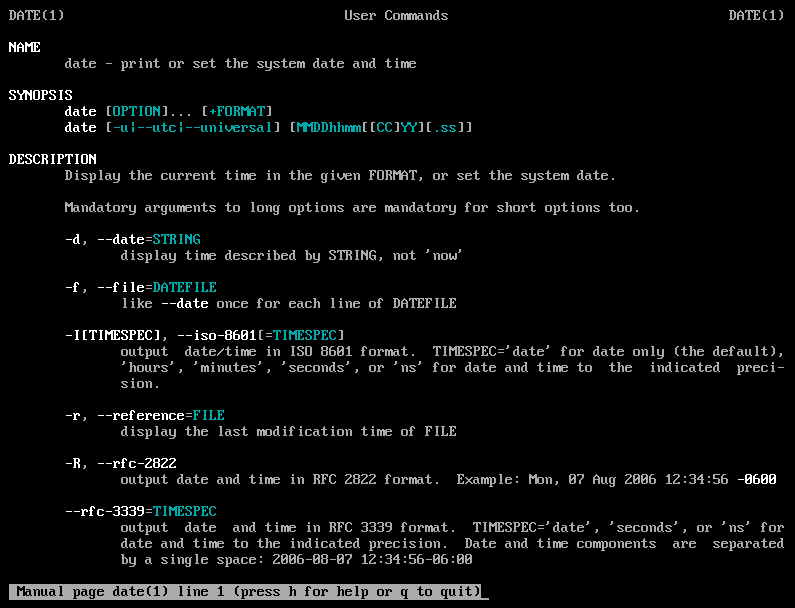 DATE(1) User Commands DATE(1)
NAME
date - print or set the system date and time
SYNOPSIS
date [OPTION]... [+FORMAT]
date [-u|--utc|--universal] [MMDDhhmm[[CC]YY][.ss]]
DESCRIPTION
Display the current time in the given FORMAT, or set the system date.
Mandatory arguments to long options are mandatory for short options too.
-d, --date=STRING
display time described by STRING, not 'now'
-f, --file=DATEFILE
like --date once for each line of DATEFILE
-I[TIMESPEC], --iso-8601[=TIMESPEC]
output  date/time in ISO 8601 format.  TIMESPEC='date' for date only (the default),
'hours', 'minutes', 'seconds', or 'ns' for date and time to  the  indicated  preci-
sion.
-r, --reference=FILE
display the last modification time of FILE
-R, --rfc-2822
output date and time in RFC 2822 format.  Example: Mon, 07 Aug 2006 12:34:56 -0600
--rfc-3339=TIMESPEC
output  date  and time in RFC 3339 format.  TIMESPEC='date', 'seconds', or 'ns' for
date and time to the indicated precision.  Date and time components  are  separated
by a single space: 2006-08-07 12:34:56-06:00
Manual page date(1) line 1 (press h for help or q to quit)